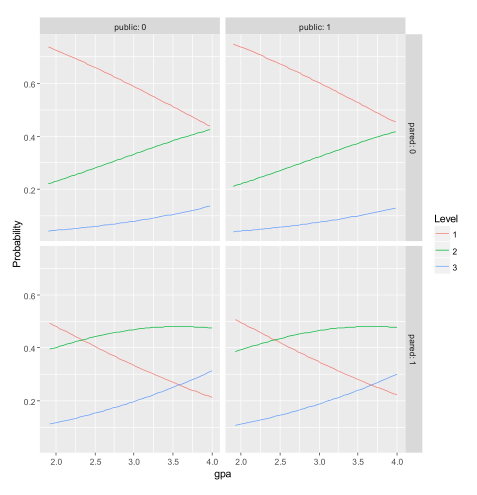 public: 0
public: 1
0.6
0.4
0.2
pared: 0
Probability
Level
1
2
3
0.6
0.4
0.2
pared: 1
2.0 2.5 3.0 3.5 4.0
2.0 2.5 3.0 3.5 4.0
gpa